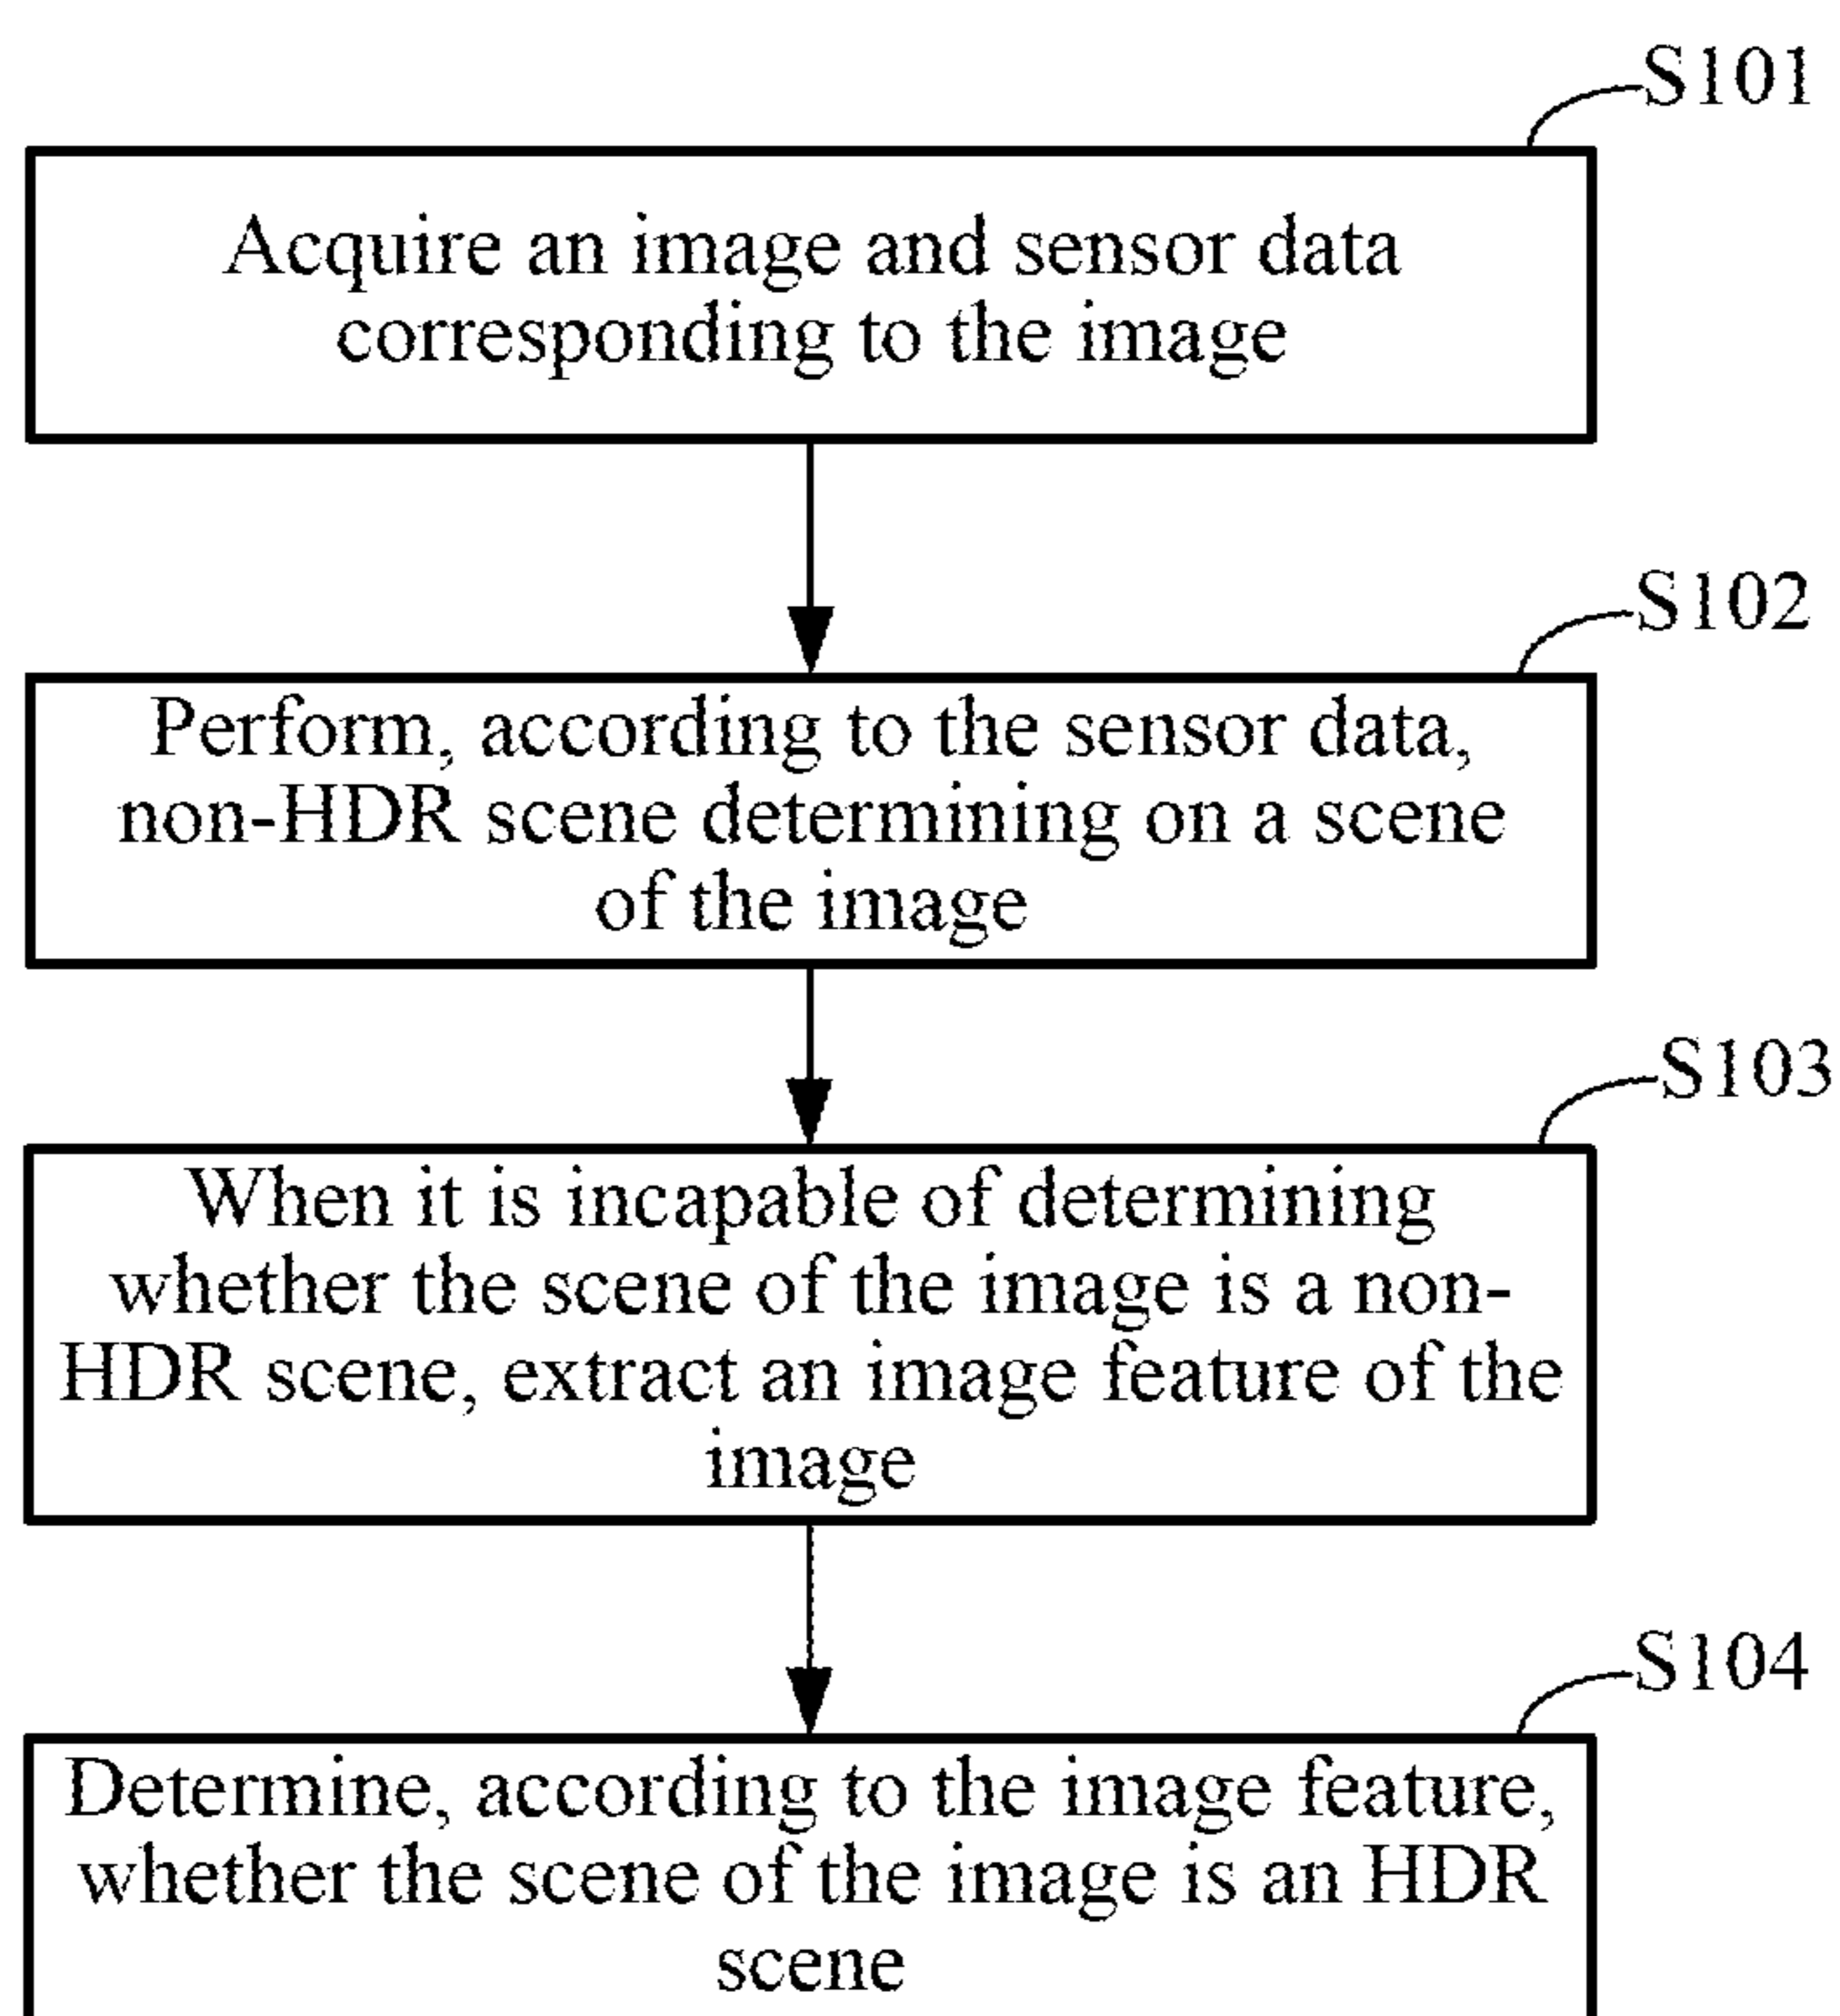 S101
Acquire an image and sensor data
corresponding to the image
S102
Perform, according to the sensor data,
non-HDR scene determining on a scene
of the image
S103
When it is incapable of determining
whether the scene of the image is a non-
HDR scene, extract an image feature of the
image
S104
Determine, according to the image feature,
whether the scene of the image is an HDR
scene